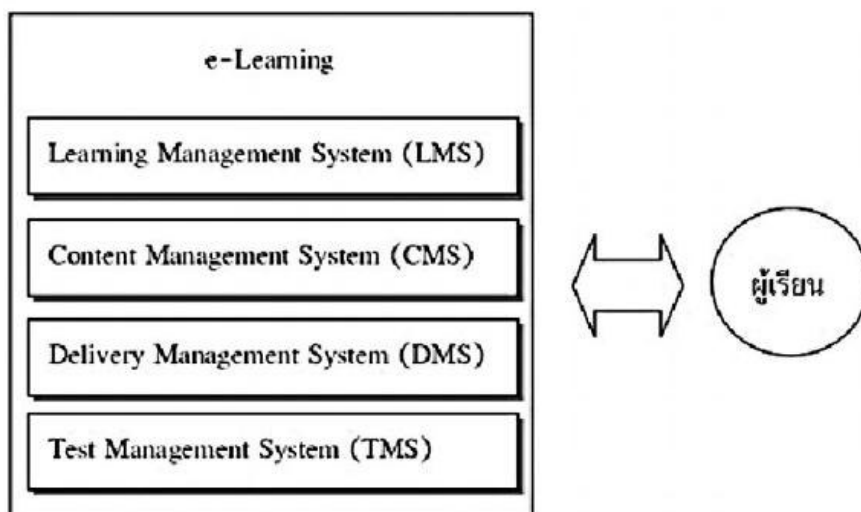 e-Learning
Learning Management System (LMS)
Content Management System (CMS)
ผู้เรียน
Delivery Management System (DMS)
Test Management System (TMS)